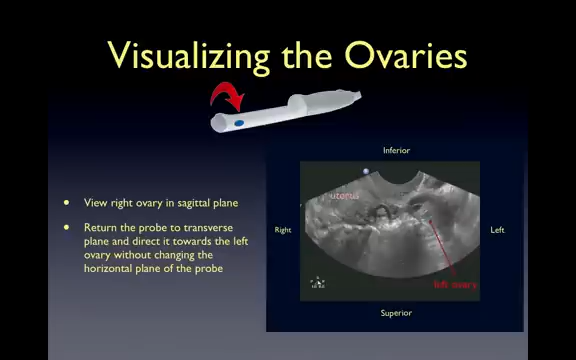 Visualizing the Ovaries
View right ovary in sagittal plane
Return the probe to transverse
plane and direct it towards the left
ovary without changing the
horizontal plane of the probe
Inferior
uterus
Right
Left
left ovary
Superior